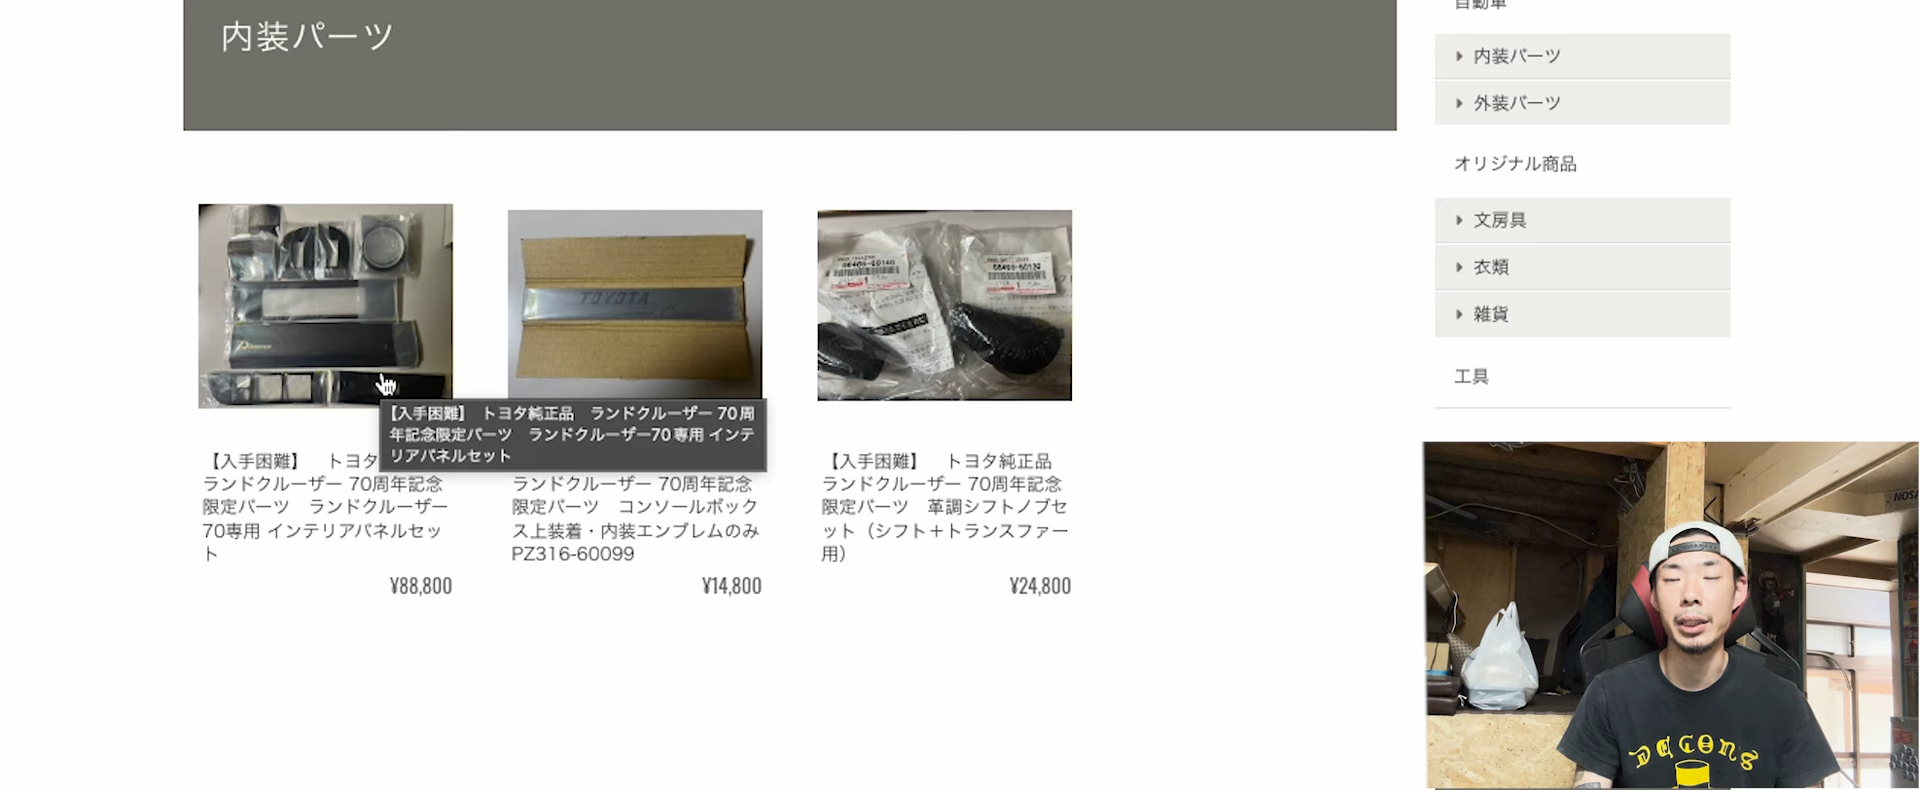 内装パーツ
自動車
内装パーツ
外装パーツ
オリジナル商品
文房具
衣類
雑貨
工具
TOYOTA
08466-60140
08466-60120
【入手困難】 トヨタ純正品 ランドクルーザー 70周
年記念限定パーツ ランドクルーザー70専用 インテ
リアパネルセット
【入手困難】 トヨタ
ランドクルーザー 70周年記念
限定パーツ ランドクルーザー
70専用 インテリアパネルセッ
ト
¥88,800
ランドクルーザー 70周年記念
限定パーツ コンソールボック
ス上装着・内装エンブレムのみ
PZ316-60099
¥14,800
【入手困難】 トヨタ純正品
ランドクルーザー 70周年記念
限定パーツ 革調シフトノブセ
ット（シフト＋トランスファー
用）
¥24,800
NOSA